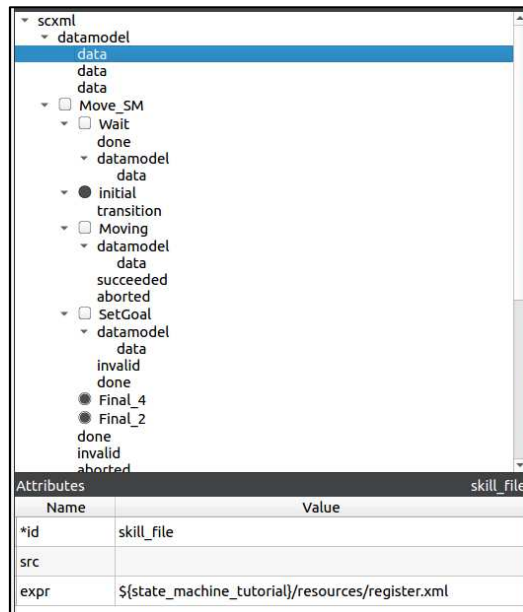 scxml
datamodel
data
data
data
Move_SM
Wait
done
datamodel
data
initial
transition
Moving
datamodel
data
succeeded
aborted
SetGoal
datamodel
data
invalid
done
Final_4
Final_2
done
invalid
aborted
Attributes skill_file
Name Value
*id skill_file
src
expr ${state_machine_tutorial}/resources/register.xml